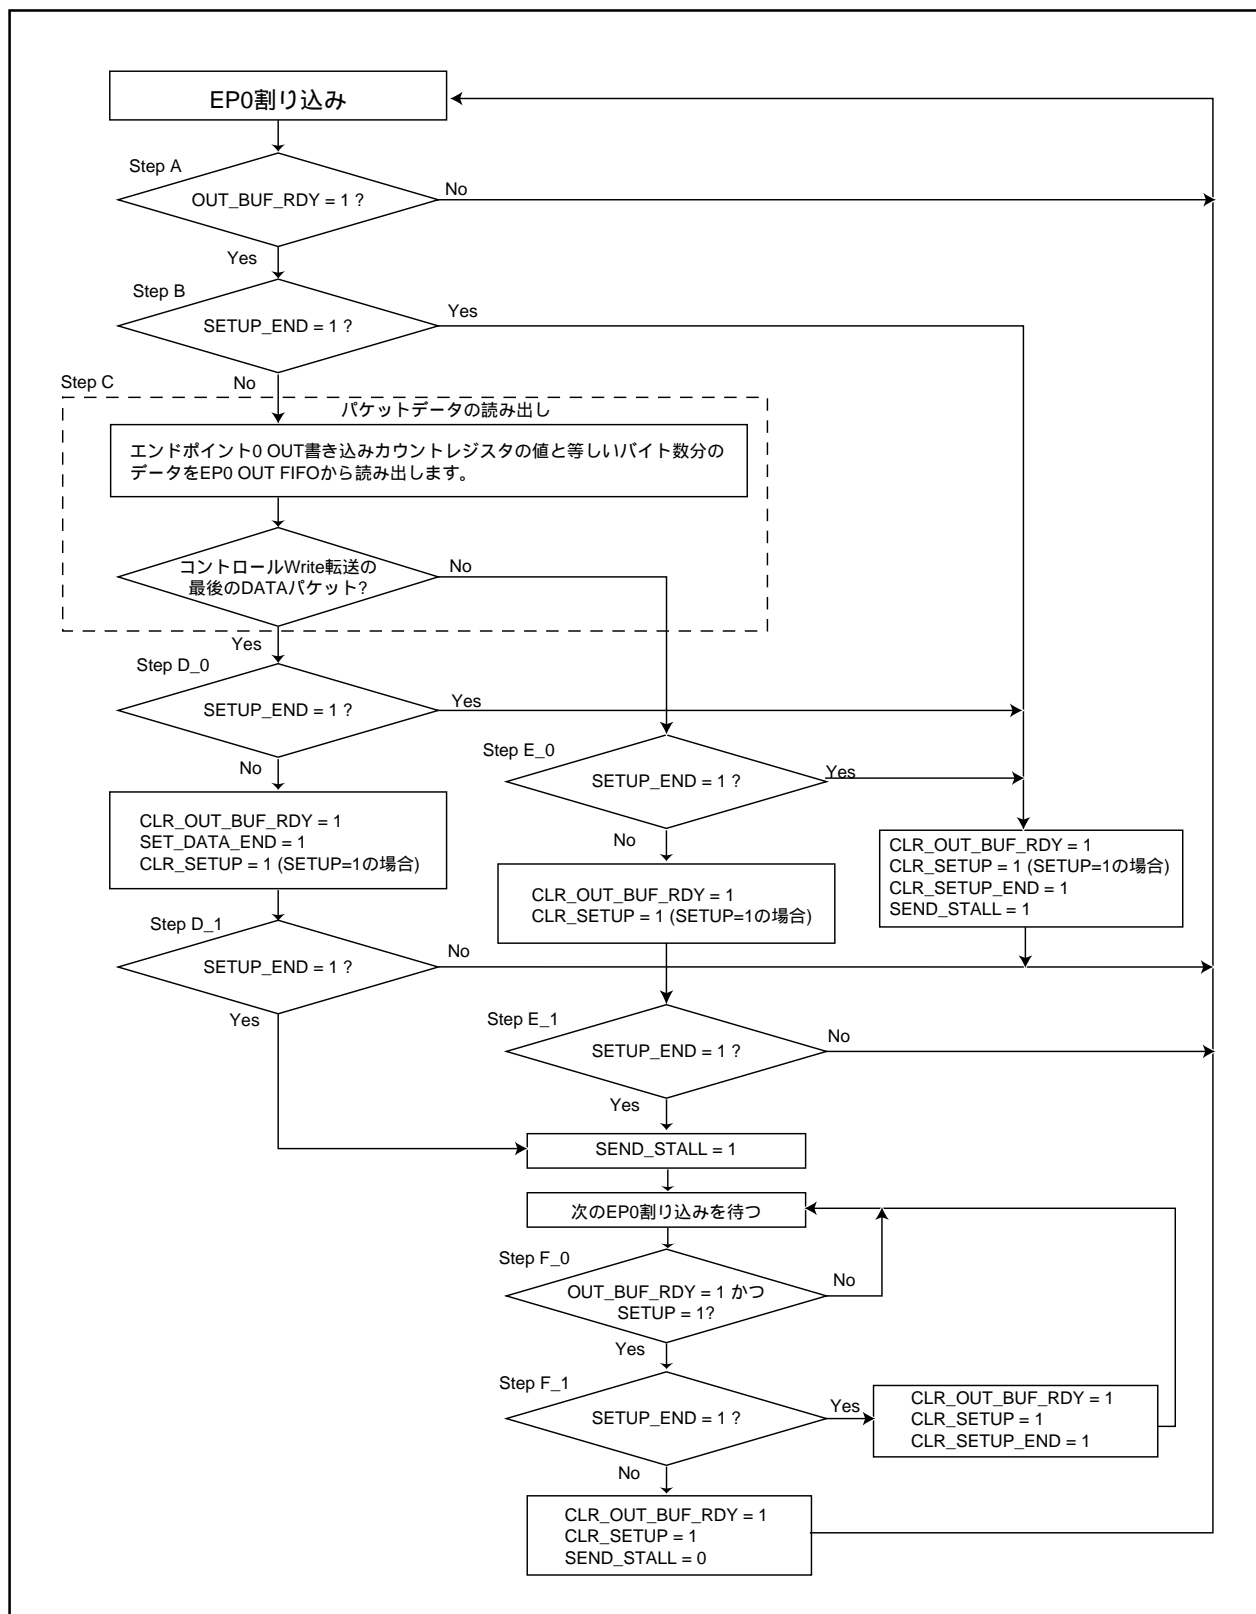 EP0割り込み
Step A
OUT_BUF_RDY = 1 ?
No
Yes
Step B
SETUP_END = 1 ?
Yes
No
Step C
パケットデータの読み出し
エンドポイント0 OUT書き込みカウントレジスタの値と等しいバイト数分の
データをEP0 OUT FIFOから読み出します。
コントロールWrite転送の
最後のDATAパケット?
No
Yes
Step D_0
SETUP_END = 1 ?
Yes
No
Step E_0
SETUP_END = 1 ?
Yes
No
CLR_OUT_BUF_RDY = 1
SET_DATA_END = 1
CLR_SETUP = 1 (SETUP=1の場合)
CLR_OUT_BUF_RDY = 1
CLR_SETUP = 1 (SETUP=1の場合)
CLR_SETUP_END = 1
SEND_STALL = 1
CLR_OUT_BUF_RDY = 1
CLR_SETUP = 1 (SETUP=1の場合)
Step D_1
SETUP_END = 1 ?
No
Yes
Step E_1
SETUP_END = 1 ?
No
Yes
SEND_STALL = 1
次のEP0割り込みを待つ
Step F_0
OUT_BUF_RDY = 1 かつ
SETUP = 1?
No
Yes
Step F_1
SETUP_END = 1 ?
Yes
No
CLR_OUT_BUF_RDY = 1
CLR_SETUP = 1
CLR_SETUP_END = 1
CLR_OUT_BUF_RDY = 1
CLR_SETUP = 1
SEND_STALL = 0